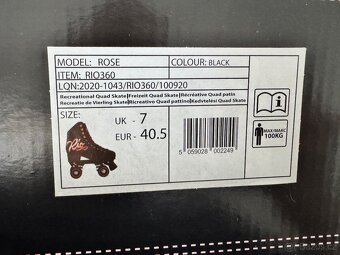 MODEL: ROSE
COLOUR: BLACK
ITEM: RIO360
LQN:2020-1043/RIO360/100920
Recreational Quad Skate|Freizeit Quad Skate|Récréative Quad patin
Recreatie de Vierling Skate|Ricreativo Quad pattino|Kedvtelési Quad Skate
SIZE:
UK - 7
EUR - 40.5
Rio
5 059028 002249
MAX/MAKC
100KG